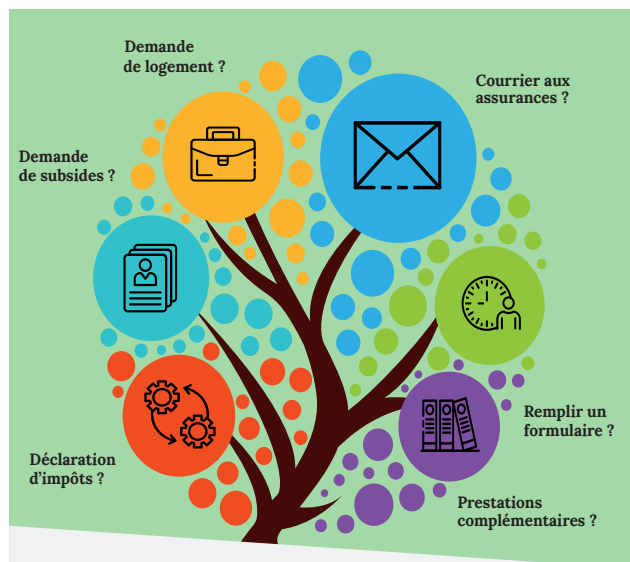 Demande
de logement ?
Courrier aux
assurances ?
Demande
de subsides ?
Remplir un
formulaire ?
Déclaration
d'impôts ?
Prestations
complémentaires ?